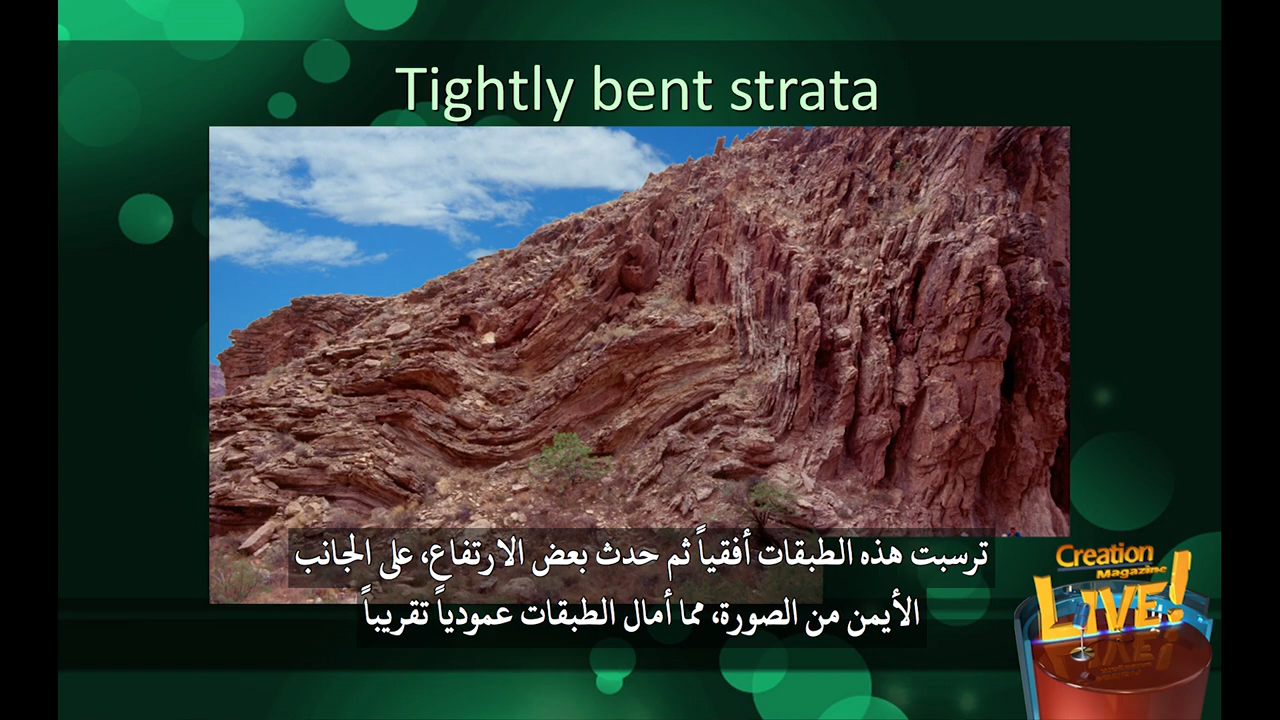 Tightly bent strata
ترسبت هذه الطبقات أفقياً ثم حدث بعض الارتفاع، على الجانب
الأيمن من الصورة، مما أمال الطبقات عمودياً تقريباً
Creation
Magazine
LIVE!